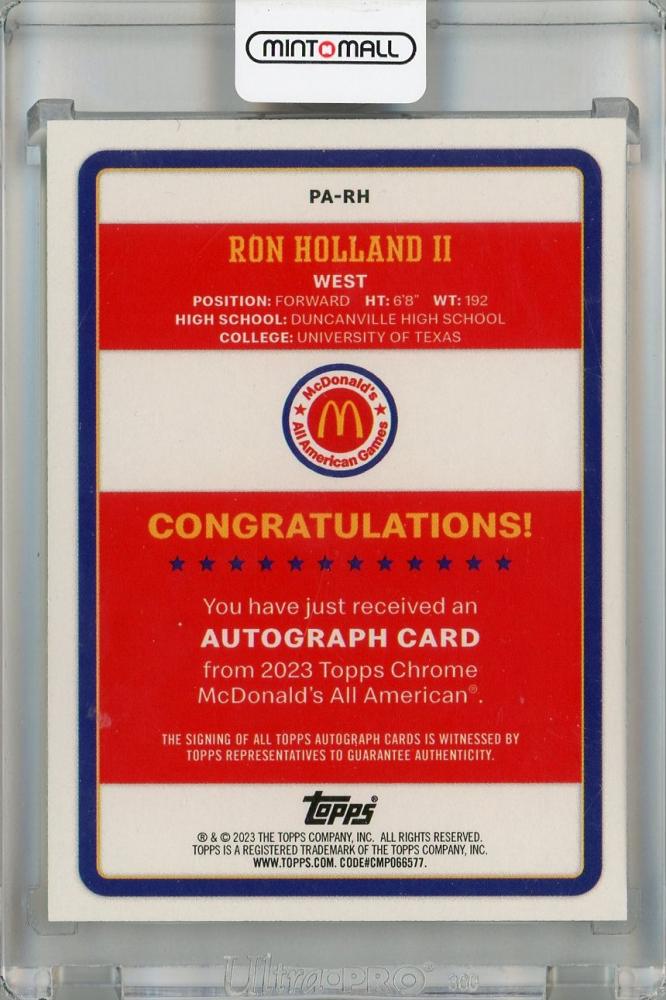 MINT MALL
PA-RH
RON HOLLAND II
WEST
POSITION: FORWARD HT: 6'8" WT: 192
HIGH SCHOOL: DUNCANVILLE HIGH SCHOOL
COLLEGE: UNIVERSITY OF TEXAS
McDonald's
All American Games
CONGRATULATIONS!
You have just received an
AUTOGRAPH CARD
from 2023 Topps Chrome
McDonald's All American®.
THE SIGNING OF ALL TOPPS AUTOGRAPH CARDS IS WITNESSED BY
TOPPS REPRESENTATIVES TO GUARANTEE AUTHENTICITY.
topps®
® & © 2023 THE TOPPS COMPANY, INC. ALL RIGHTS RESERVED.
TOPPS IS A REGISTERED TRADEMARK OF THE TOPPS COMPANY, INC.
WWW.TOPPS.COM. CODE#CMP066577.
Ultra·PRO®